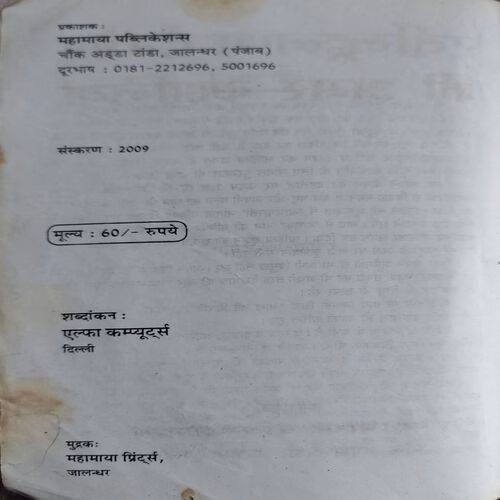 प्रकाशक :
महामाया पब्लिकेशन्स
चौंक अड्डा टांडा, जालन्धर (पंजाब)
दूरभाष : 0181-2212696, 5001696
संस्करण : 2009
मूल्य : 60/- रुपये
शब्दांकन :
एल्फा कम्प्यूटर्स
दिल्ली
मुद्रकः
महामाया प्रिंटर्स,
जालन्धर